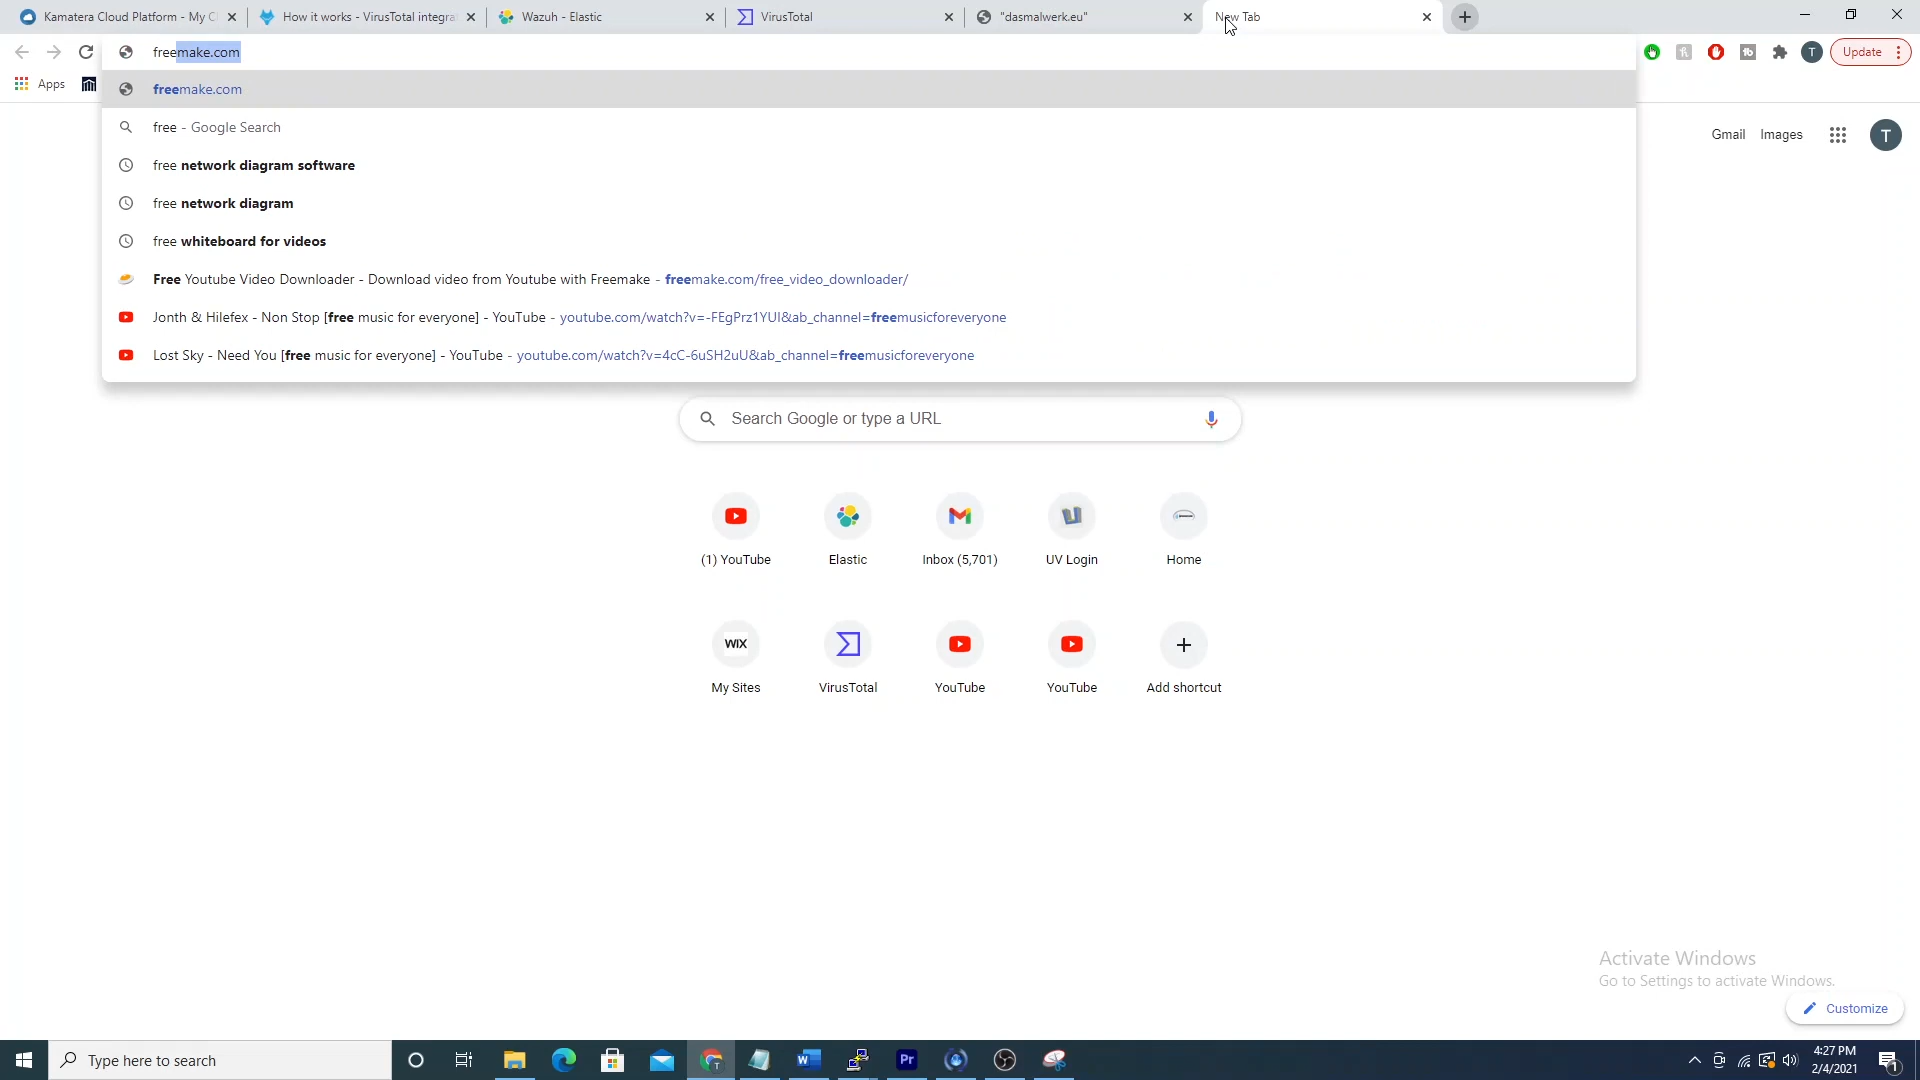 Kamatera Cloud Platform - My C
How it works - VirusTotal integra
Wazuh - Elastic
VirusTotal
"dasmalwerk.eu"
New Tab
freemake.com
Update
Apps
freemake.com
free - Google Search
free network diagram software
free network diagram
free whiteboard for videos
Free Youtube Video Downloader - Download video from Youtube with Freemake - freemake.com/free_video_downloader/
Jonth & Hilefex - Non Stop [free music for everyone] - YouTube - youtube.com/watch?v=-FEgPrz1YUI&ab_channel=freemusicforeveryone
Lost Sky - Need You [free music for everyone] - YouTube - youtube.com/watch?v=4cC-6uSH2uU&ab_channel=freemusicforeveryone
Gmail Images
T
T
Search Google or type a URL
(1) YouTube
Elastic
Inbox (5,701)
UV Login
Home
WIX
My Sites
VirusTotal
YouTube
YouTube
Add shortcut
Activate Windows
Go to Settings to activate Windows.
Customize
Type here to search
Pr
4:27 PM
2/4/2021
1